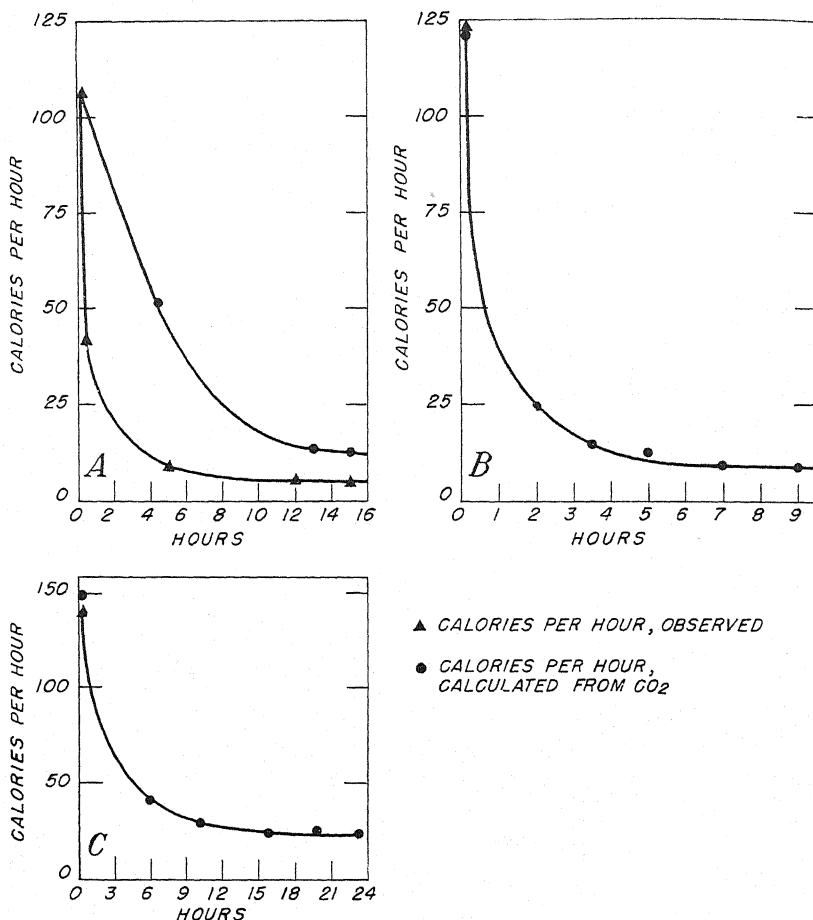 125
100
75
50
25
0
CALORIES PER HOUR
A
0 2 4 6 8 10 12 14 16
HOURS
125
100
75
50
25
0
CALORIES PER HOUR
B
0 1 2 3 4 5 6 7 8 9
HOURS
150
100
50
0
CALORIES PER HOUR
C
0 3 6 9 12 15 18 21 24
HOURS
▲ CALORIES PER HOUR, OBSERVED
● CALORIES PER HOUR,
CALCULATED FROM CO2